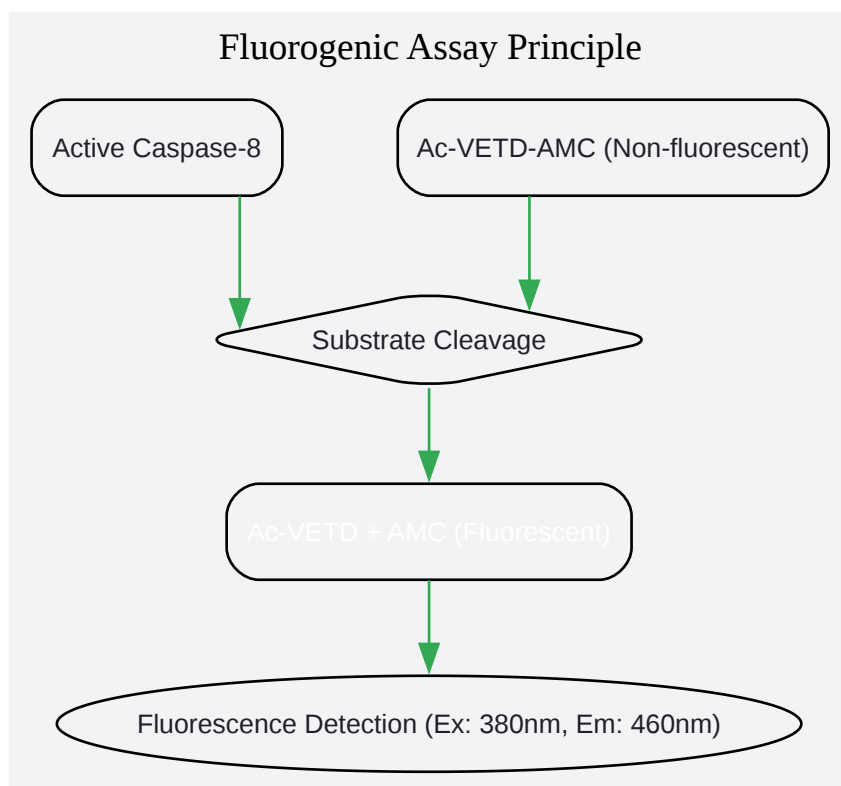 Fluorogenic Assay Principle
Active Caspase-8
Ac-VETD-AMC (Non-fluorescent)
Substrate Cleavage
Ac-VETD + AMC (Fluorescent)
Fluorescence Detection (Ex: 380nm, Em: 460nm)